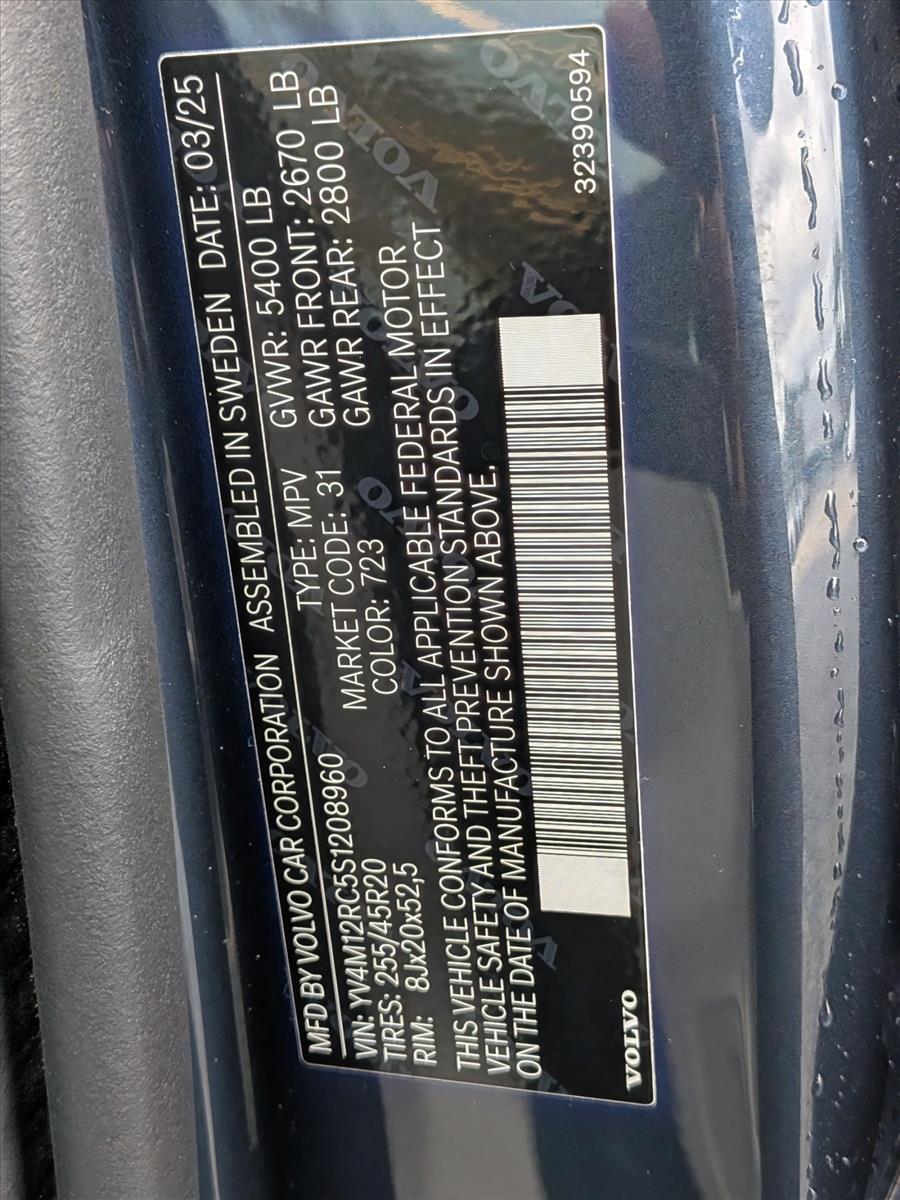 MFD BY VOLVO CAR CORPORATION ASSEMBLED IN SWEDEN DATE: 03/25
VIN: YV4M12RC5S1208960 TYPE: MPV GVWR: 5400 LB
TIRES: 255/45R20 MARKET CODE: 31 GAWR FRONT: 2670 LB
RIM: 8Jx20x52,5 COLOR: 723 GAWR REAR: 2800 LB
THIS VEHICLE CONFORMS TO ALL APPLICABLE FEDERAL MOTOR
VEHICLE SAFETY AND THEFT PREVENTION STANDARDS IN EFFECT
ON THE DATE OF MANUFACTURE SHOWN ABOVE.
32390594
VOLVO